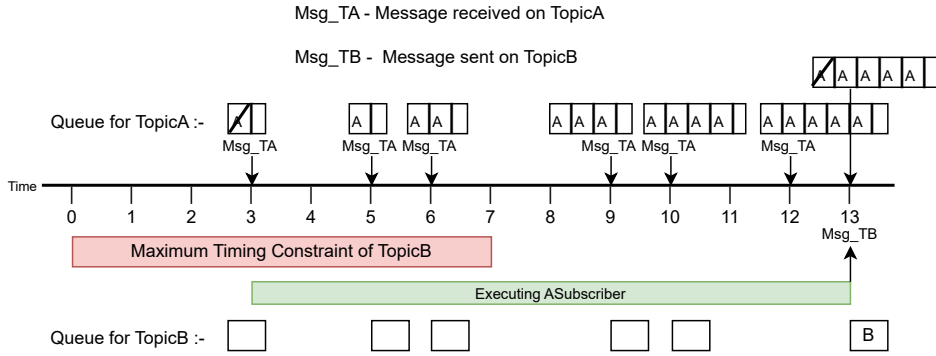 Msg_TA - Message received on TopicA
Msg_TB - Message sent on TopicB
A A A A A
Queue for TopicA :- A A A A A A A A A A A A A A A A
Msg_TA Msg_TA Msg_TA Msg_TA Msg_TA Msg_TA
Time
0 1 2 3 4 5 6 7 8 9 10 11 12 13
Msg_TB
Maximum Timing Constraint of TopicB
Executing ASubscriber
Queue for TopicB :- B